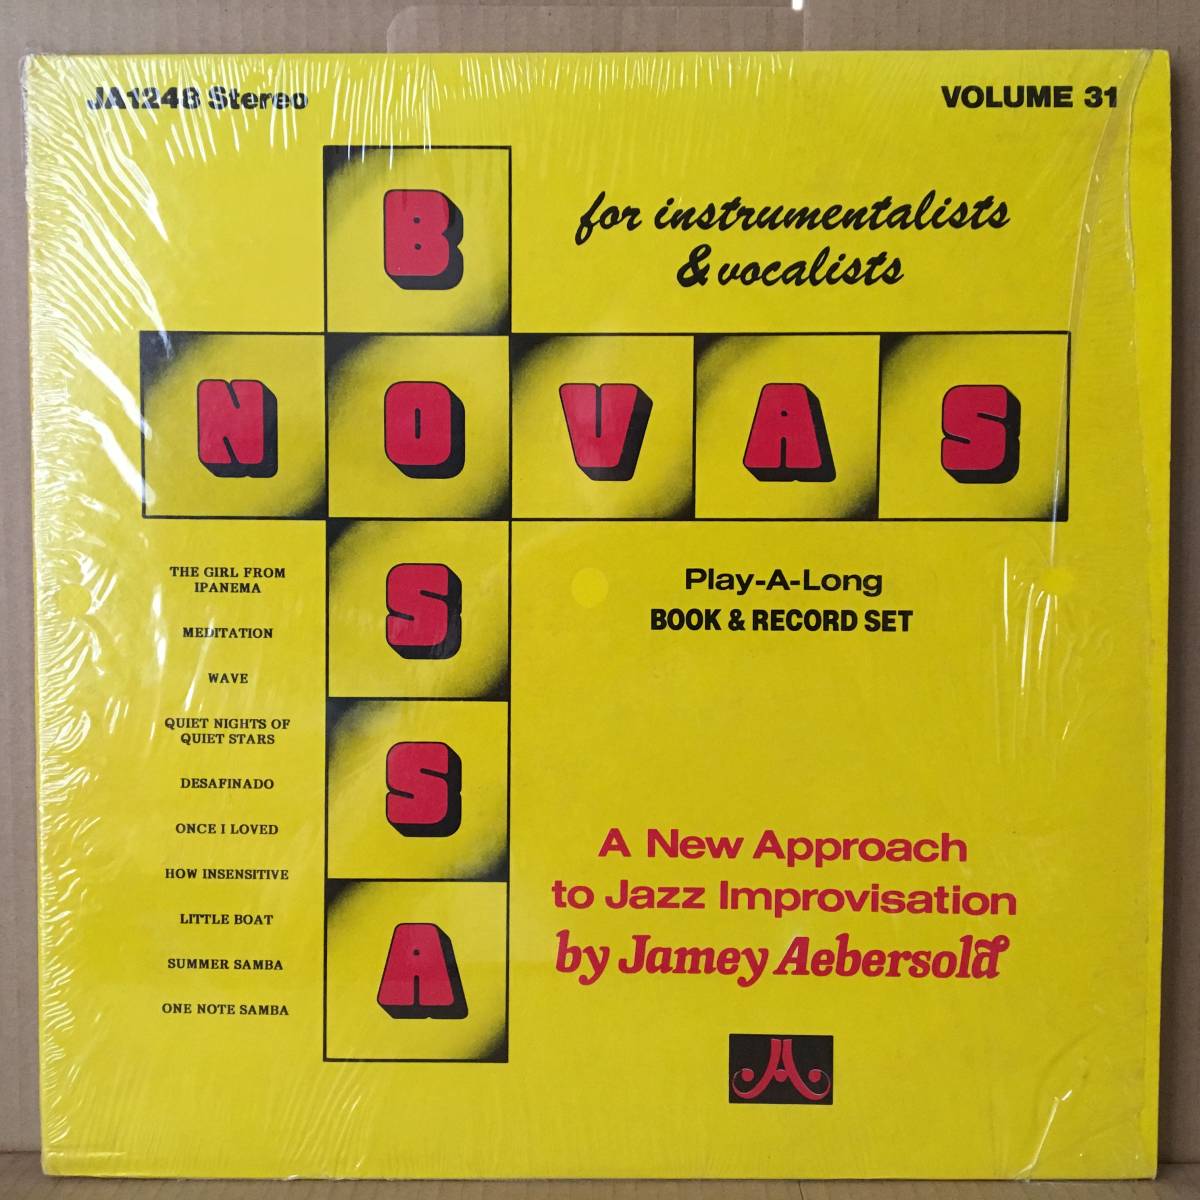 JA1248 Stereo
VOLUME 31
for instrumentalists
& vocalists
B
NOVAS
S
S
A
THE GIRL FROM
IPANEMA
MEDITATION
WAVE
QUIET NIGHTS OF
QUIET STARS
DESAFINADO
ONCE I LOVED
HOW INSENSITIVE
LITTLE BOAT
SUMMER SAMBA
ONE NOTE SAMBA
Play-A-Long
BOOK & RECORD SET
A New Approach
to Jazz Improvisation
by Jamey Aebersold
JA